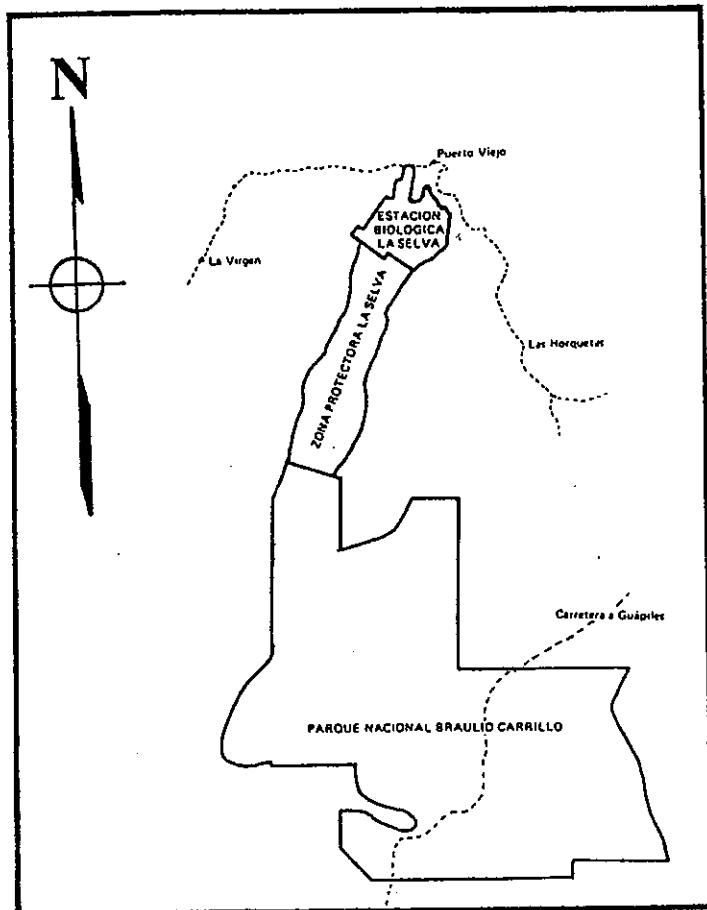 N
Puerto Viejo
ESTACION
BIOLOGICA
LA SELVA
La Virgen
ZONA PROTECTORA LA SELVA
Las Horquetas
Carretera a Guápiles
PARQUE NACIONAL BRAULIO CARRILLO